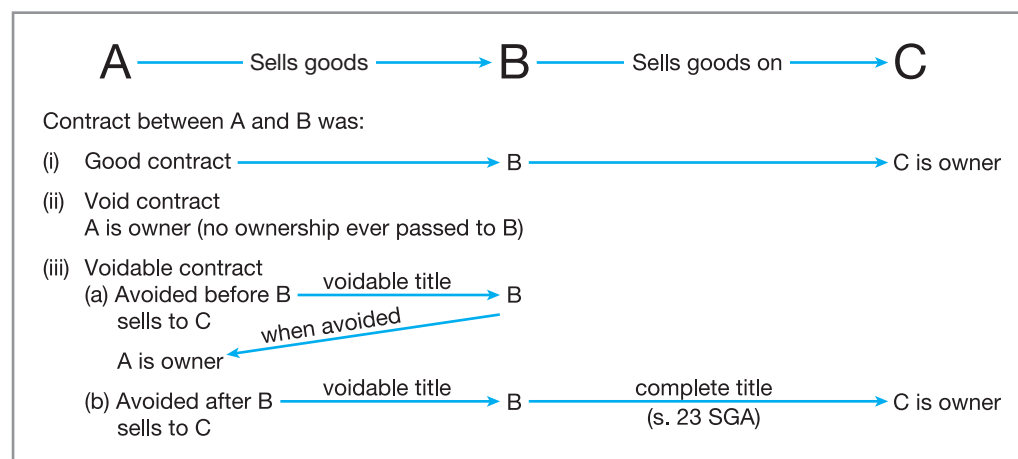 A Sells goods B Sells goods on C
Contract between A and B was:
(i) Good contract B C is owner
(ii) Void contract
A is owner (no ownership ever passed to B)
(iii) Voidable contract
(a) Avoided before B voidable title B
sells to C
when avoided
A is owner
(b) Avoided after B voidable title B complete title C is owner
sells to C (s. 23 SGA)